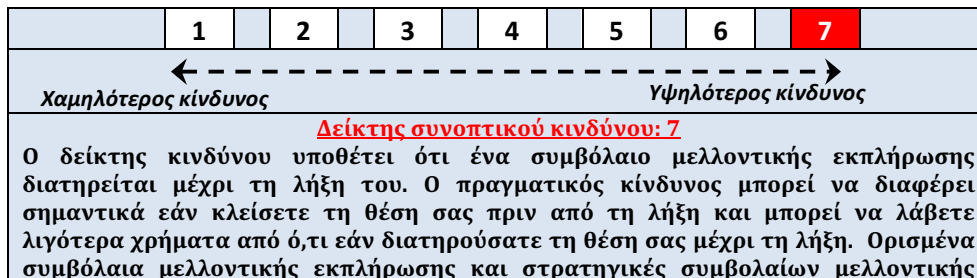 1 2 3 4 5 6 7
Χαμηλότερος κίνδυνος Υψηλότερος κίνδυνος
Δείκτης συνοπτικού κινδύνου: 7
Ο δείκτης κινδύνου υποθέτει ότι ένα συμβόλαιο μελλοντικής εκπλήρωσης
διατηρείται μέχρι τη λήξη του. Ο πραγματικός κίνδυνος μπορεί να διαφέρει
σημαντικά εάν κλείσετε τη θέση σας πριν από τη λήξη και μπορεί να λάβετε
λιγότερα χρήματα από ό,τι εάν διατηρούσατε τη θέση σας μέχρι τη λήξη. Ορισμένα
συμβόλαια μελλοντικής εκπλήρωσης και στρατηγικές συμβολαίων μελλοντικής